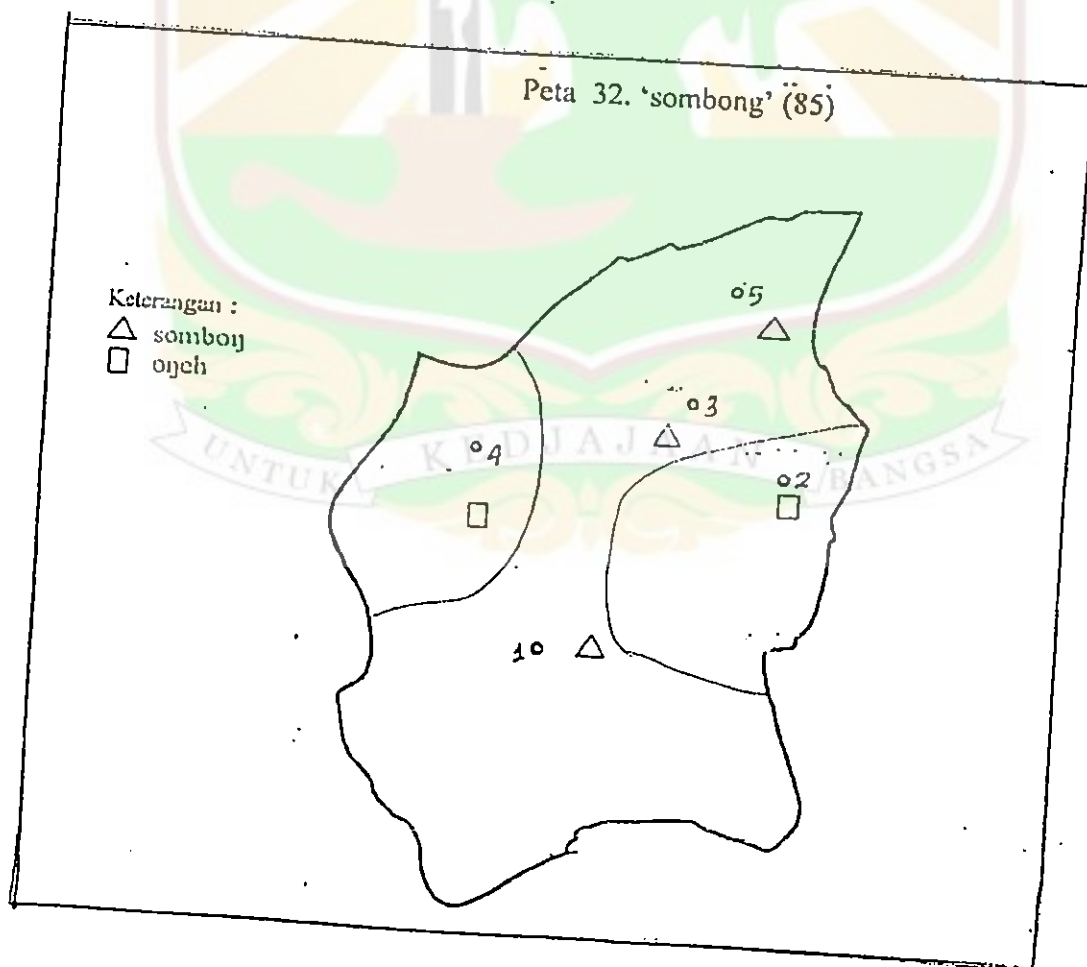 Peta 32. 'sombong' (85)
Keterangan :
△ somboŋ
□ oŋeh
o5
o3
o4
o2
1o
UNTUK KEDJAJAAN BANGSA